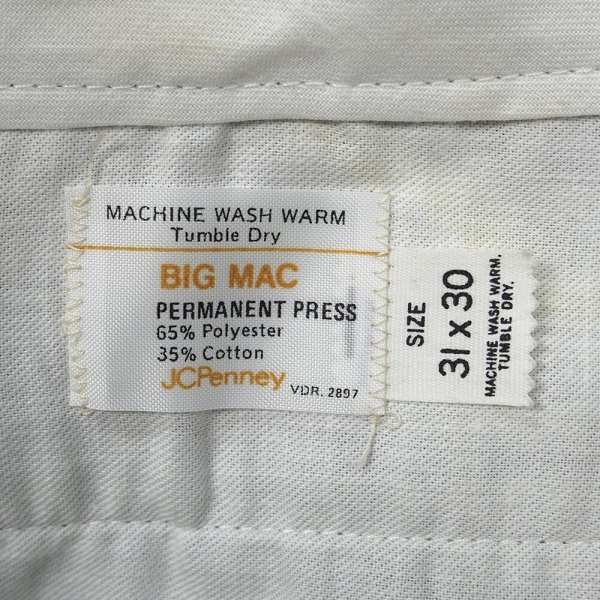 MACHINE WASH WARM
Tumble Dry
BIG MAC
PERMANENT PRESS
65% Polyester
35% Cotton
JCPenney
VDR. 2897
SIZE
31 x 30
MACHINE WASH WARM.
TUMBLE DRY.